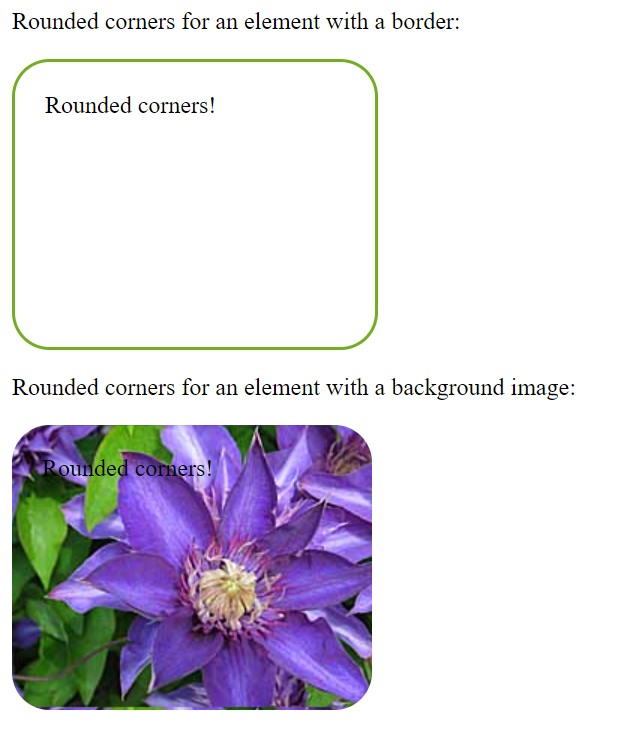 Rounded corners for an element with a border:
Rounded corners!
Rounded corners for an element with a background image:
Rounded corners!